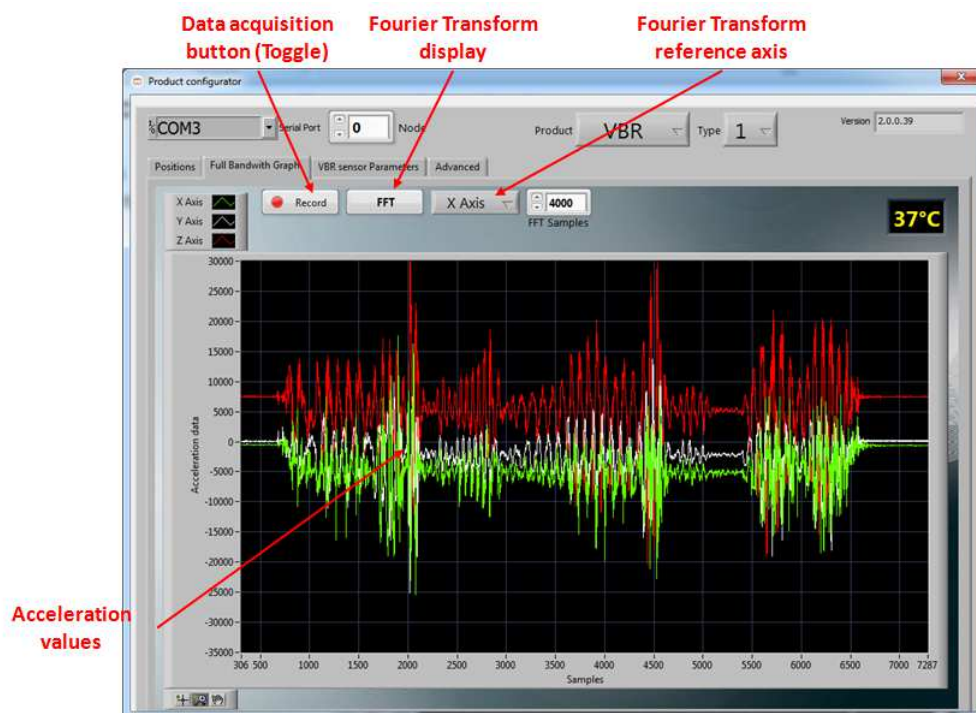 Data acquisition
button (Toggle)
Fourier Transform
display
Fourier Transform
reference axis
Product configurator
COM3
Serial Port
0
Node
Product
VBR
Type
1
Version
2.0.0.39
Positions
Full Bandwith Graph
VBR sensor Parameters
Advanced
X Axis
Y Axis
Z Axis
Record
FFT
X Axis
4000
FFT Samples
37°C
30000
25000
20000
15000
10000
5000
0
-5000
-10000
-15000
-20000
-25000
-30000
-35000
Acceleration data
Acceleration
values
306 500 1000 1500 2000 2500 3000 3500 4000 4500 5000 5500 6000 6500 7000 7287
Samples